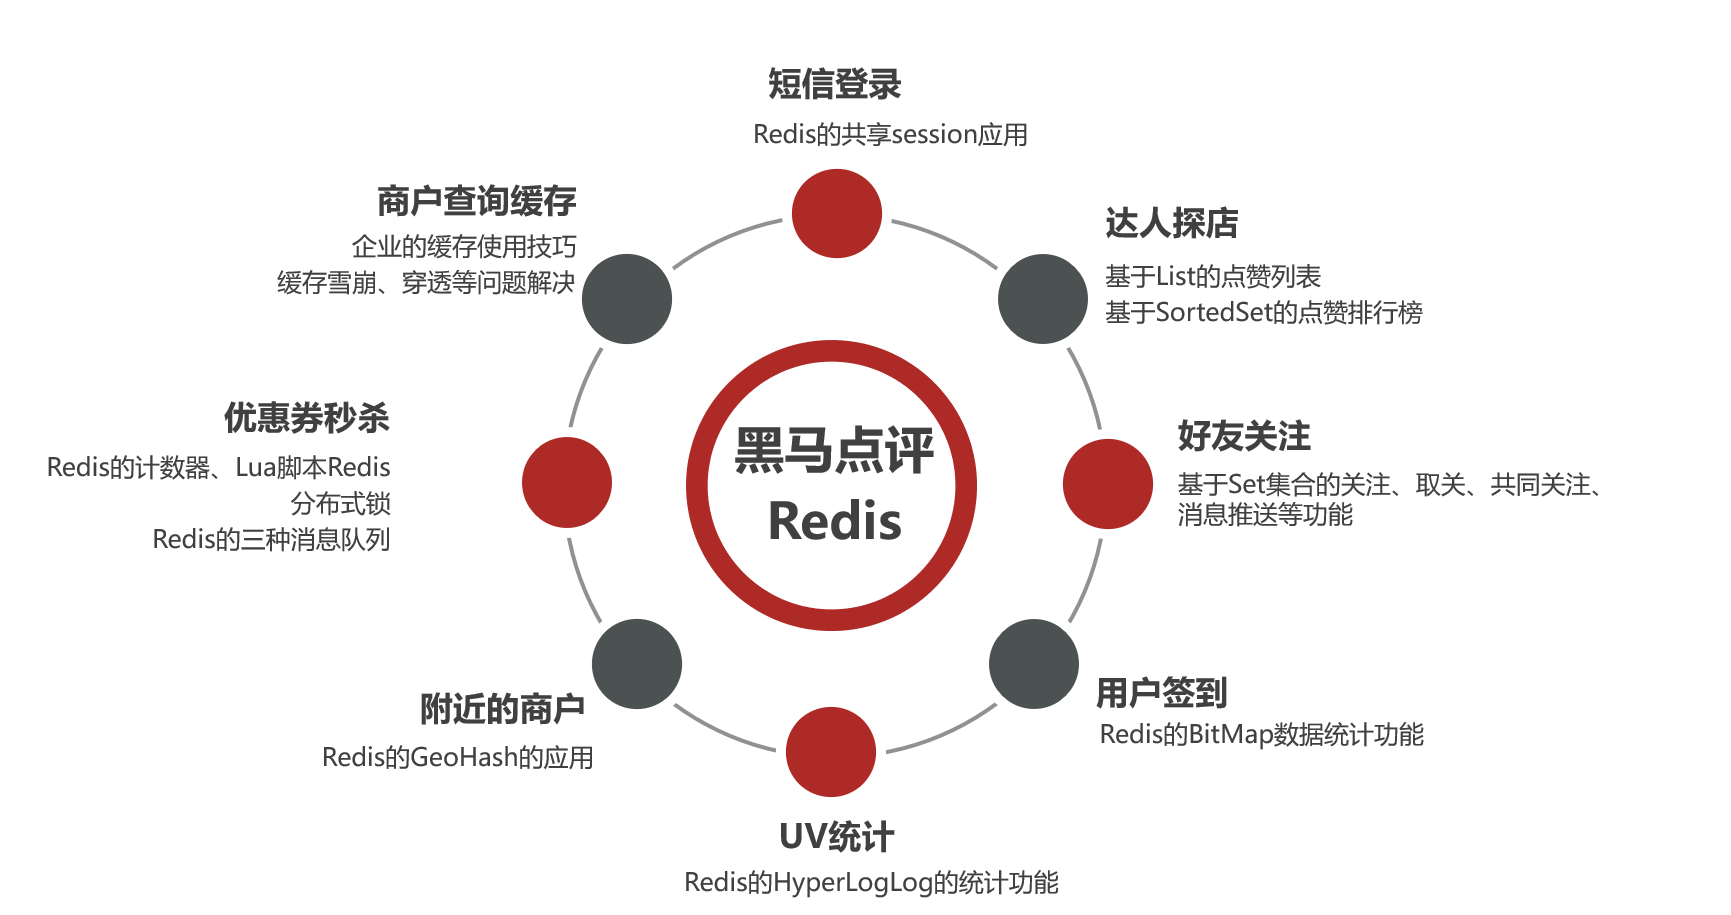 短信登录
Redis的共享session应用
商户查询缓存
企业的缓存使用技巧
缓存雪崩、穿透等问题解决
达人探店
基于List的点赞列表
基于SortedSet的点赞排行榜
优惠券秒杀
Redis的计数器、Lua脚本Redis
分布式锁
Redis的三种消息队列
黑马点评
Redis
好友关注
基于Set集合的关注、取关、共同关注、
消息推送等功能
附近的商户
Redis的GeoHash的应用
用户签到
Redis的BitMap数据统计功能
UV统计
Redis的HyperLogLog的统计功能